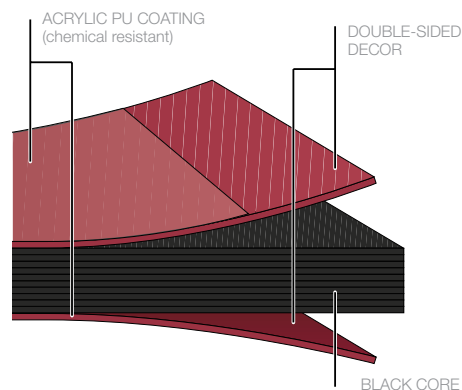 ACRYLIC PU COATING
(chemical resistant)
DOUBLE-SIDED
DECOR
BLACK CORE